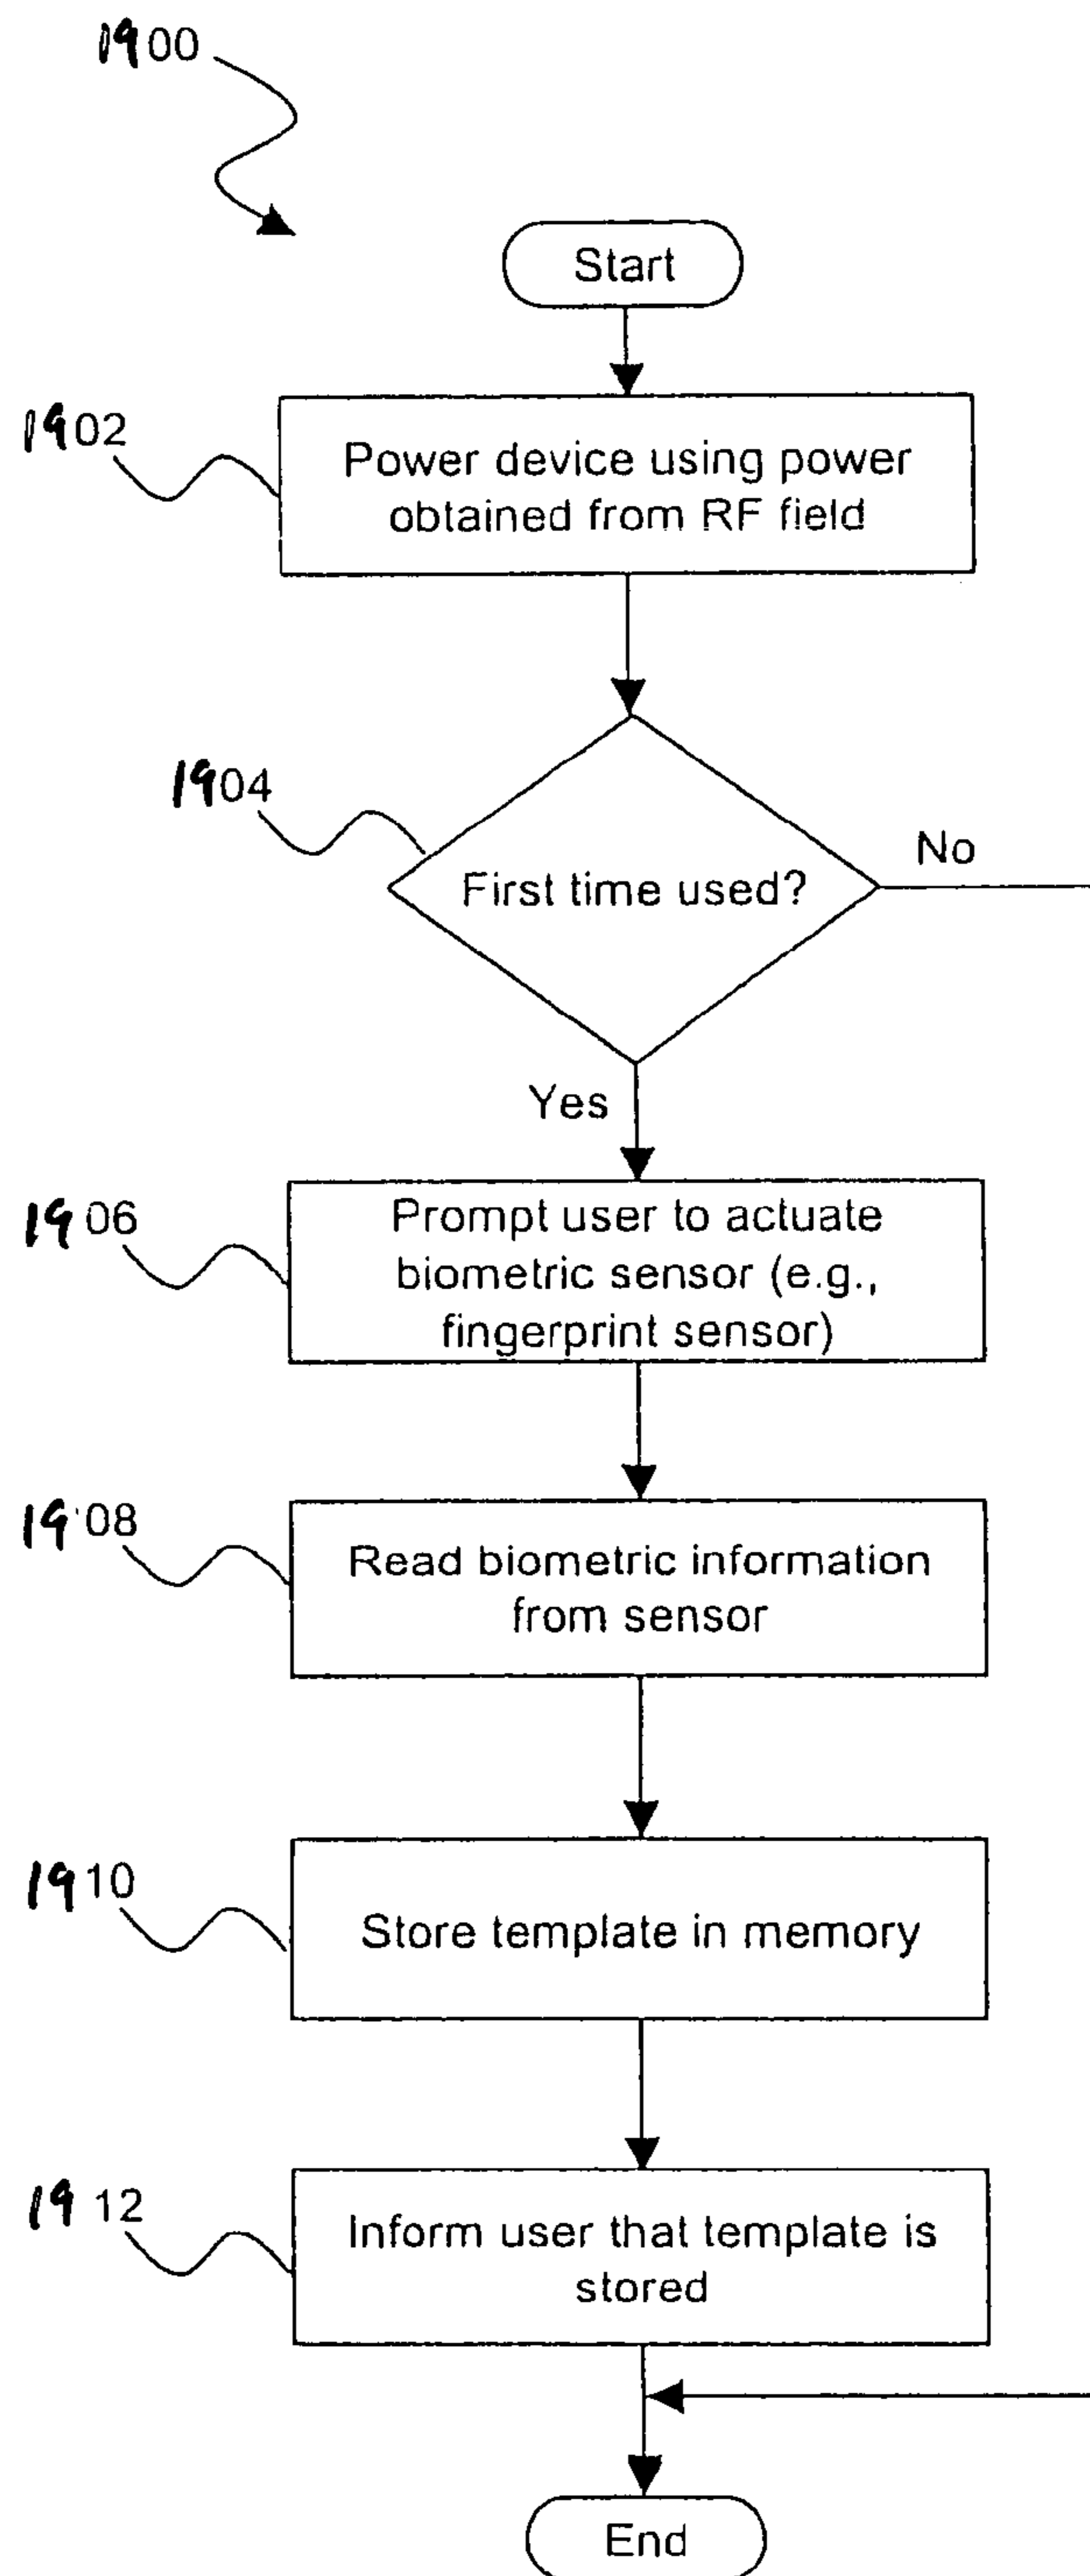 1900
Start
1902
Power device using power
obtained from RF field
1904
First time used?
No
Yes
1906
Prompt user to actuate
biometric sensor (e.g.,
fingerprint sensor)
1908
Read biometric information
from sensor
1910
Store template in memory
1912
Inform user that template is
stored
End